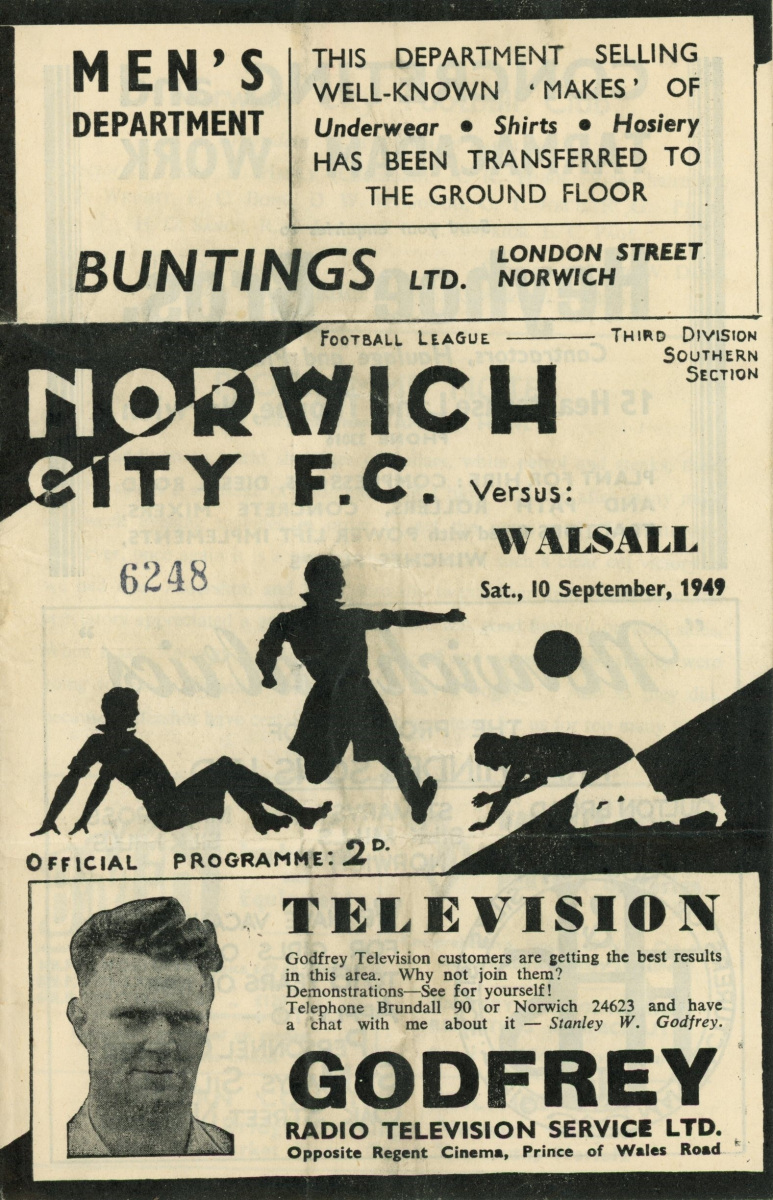 MEN'S
DEPARTMENT
THIS DEPARTMENT SELLING
WELL-KNOWN 'MAKES' OF
Underwear ● Shirts ● Hosiery
HAS BEEN TRANSFERRED TO
THE GROUND FLOOR
BUNTINGS LTD.
LONDON STREET
NORWICH
FOOTBALL LEAGUE — THIRD DIVISION
SOUTHERN
SECTION
NORWICH
CITY F.C. Versus:
WALSALL
6248
Sat., 10 September, 1949
OFFICIAL PROGRAMME: 2D.
TELEVISION
Godfrey Television customers are getting the best results
in this area. Why not join them?
Demonstrations—See for yourself!
Telephone Brundall 90 or Norwich 24623 and have
a chat with me about it — Stanley W. Godfrey.
GODFREY
RADIO TELEVISION SERVICE LTD.
Opposite Regent Cinema, Prince of Wales Road